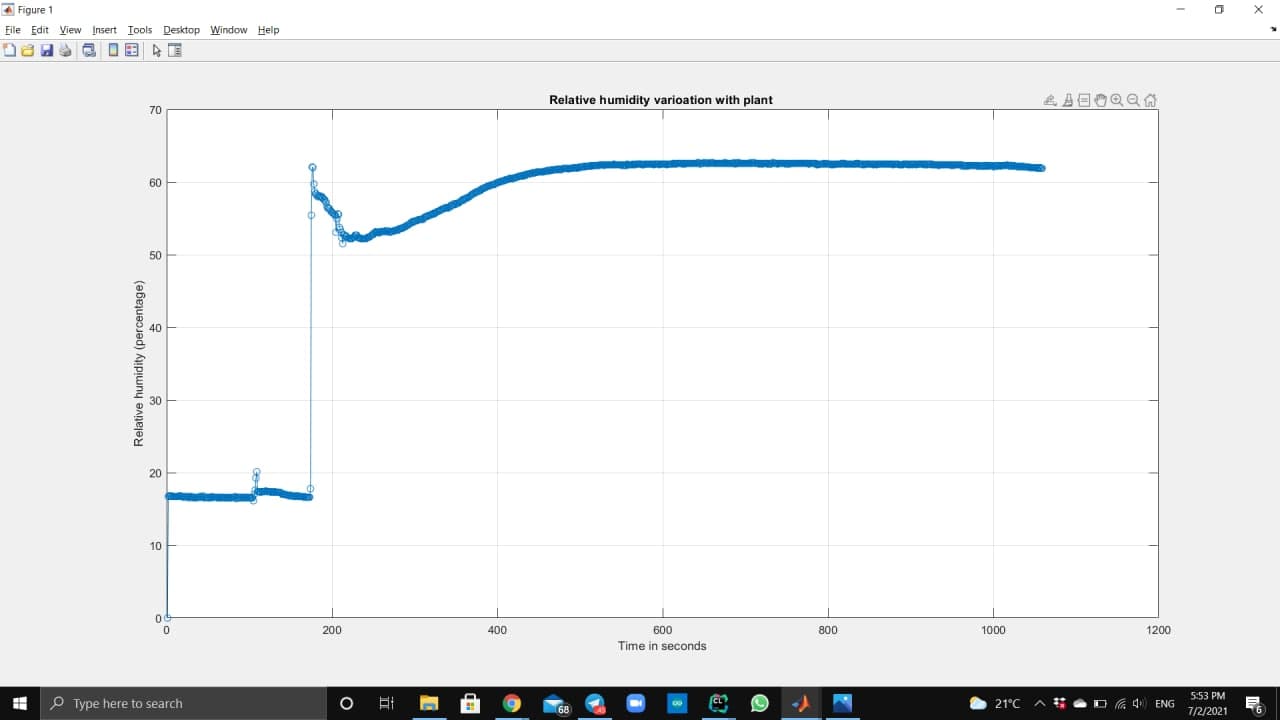 Figure 1
File Edit View Insert Tools Desktop Window Help
Relative humidity varioation with plant
70
60
50
40
30
20
10
0
Relative humidity (percentage)
0 200 400 600 800 1000 1200
Time in seconds
Type here to search
68
CL
21°C
ENG
5:53 PM
7/2/2021
6